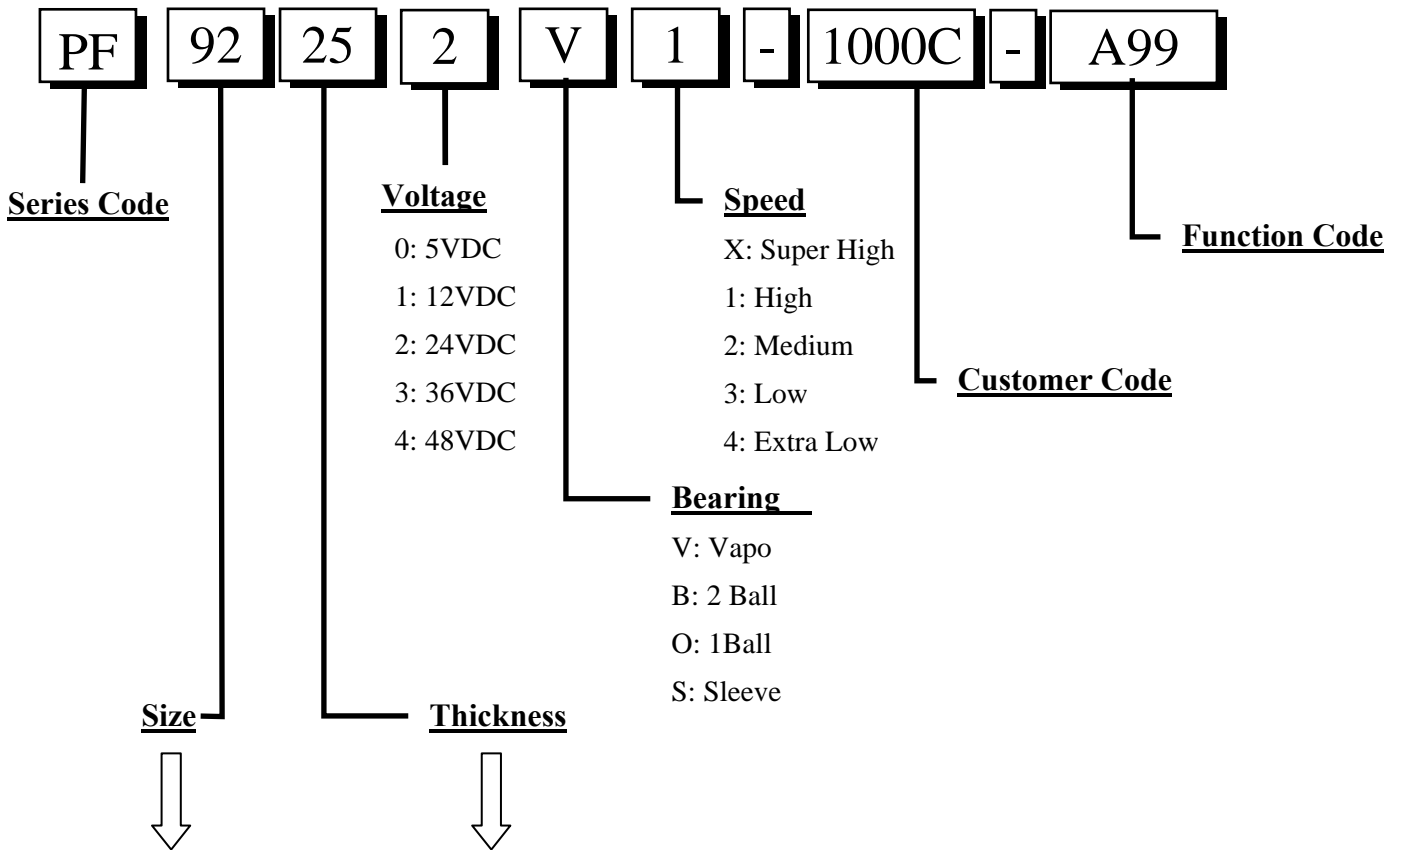 PF 92 25 2 V 1 - 1000C - A99
Series Code
Voltage
0: 5VDC
1: 12VDC
2: 24VDC
3: 36VDC
4: 48VDC
Speed
X: Super High
1: High
2: Medium
3: Low
4: Extra Low
Function Code
Customer Code
Bearing
V: Vapo
B: 2 Ball
O: 1Ball
S: Sleeve
Size
Thickness